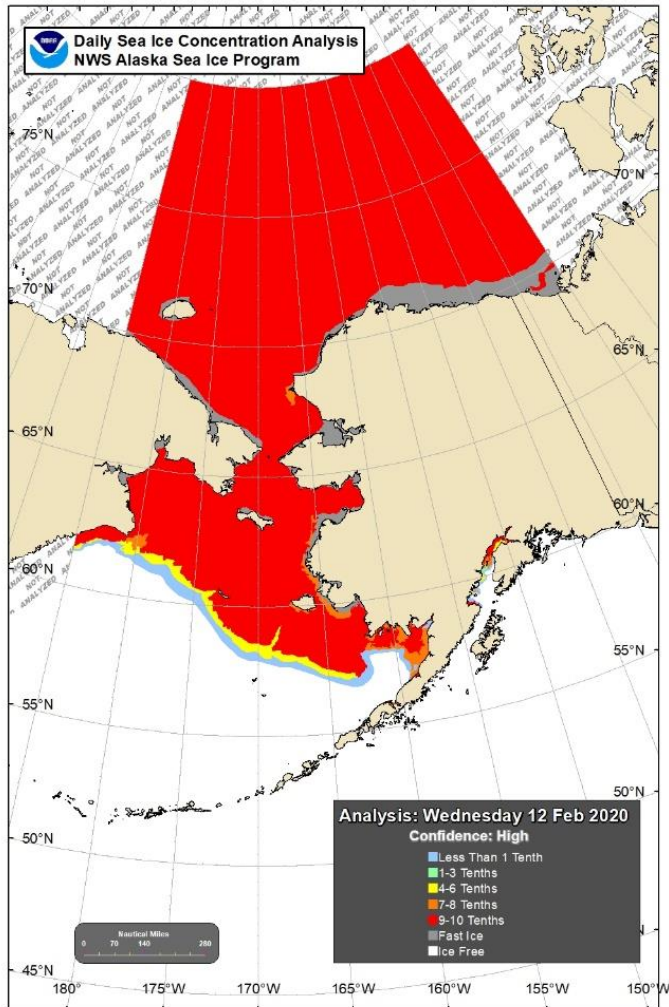 Daily Sea Ice Concentration Analysis
NWS Alaska Sea Ice Program
NOT ANALYZED
75°N
70°N
70°N
65°N
65°N
60°N
60°N
55°N
55°N
50°N
50°N
45°N
180°
175°W
170°W
165°W
160°W
155°W
150°W
Analysis: Wednesday 12 Feb 2020
Confidence: High
Less Than 1 Tenth
1-3 Tenths
4-6 Tenths
7-8 Tenths
9-10 Tenths
Fast Ice
Ice Free
Nautical Miles
0 70 140 280